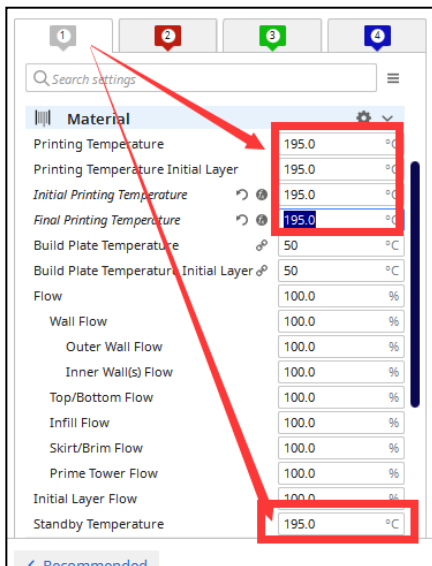 1 2 3 4
Search settings
Material
Printing Temperature 195.0 °C
Printing Temperature Initial Layer 195.0 °C
Initial Printing Temperature 195.0 °C
Final Printing Temperature 195.0 °C
Build Plate Temperature 50 °C
Build Plate Temperature Initial Layer 50 °C
Flow 100.0 %
Wall Flow 100.0 %
Outer Wall Flow 100.0 %
Inner Wall(s) Flow 100.0 %
Top/Bottom Flow 100.0 %
Infill Flow 100.0 %
Skirt/Brim Flow 100.0 %
Prime Tower Flow 100.0 %
Initial Layer Flow 100.0 %
Standby Temperature 195.0 °C
Recommended